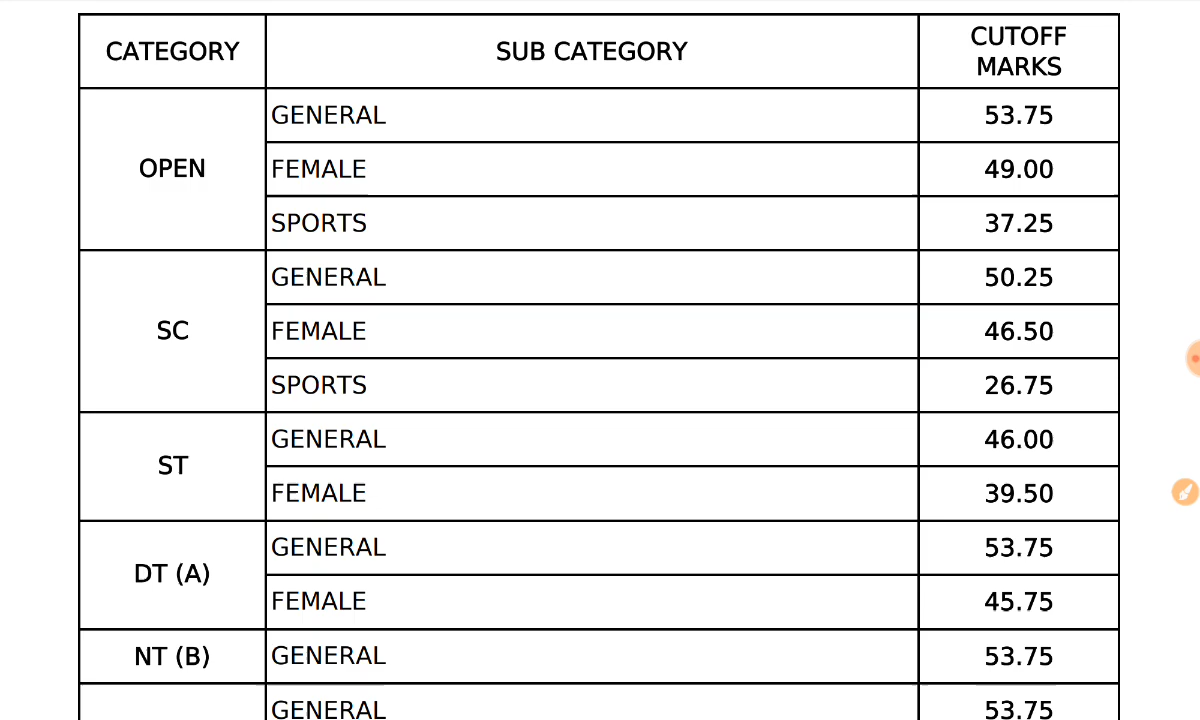 CATEGORY SUB CATEGORY CUTOFF MARKS
OPEN
GENERAL 53.75
FEMALE 49.00
SPORTS 37.25
SC
GENERAL 50.25
FEMALE 46.50
SPORTS 26.75
ST
GENERAL 46.00
FEMALE 39.50
DT (A)
GENERAL 53.75
FEMALE 45.75
NT (B) GENERAL 53.75
GENERAL 53.75